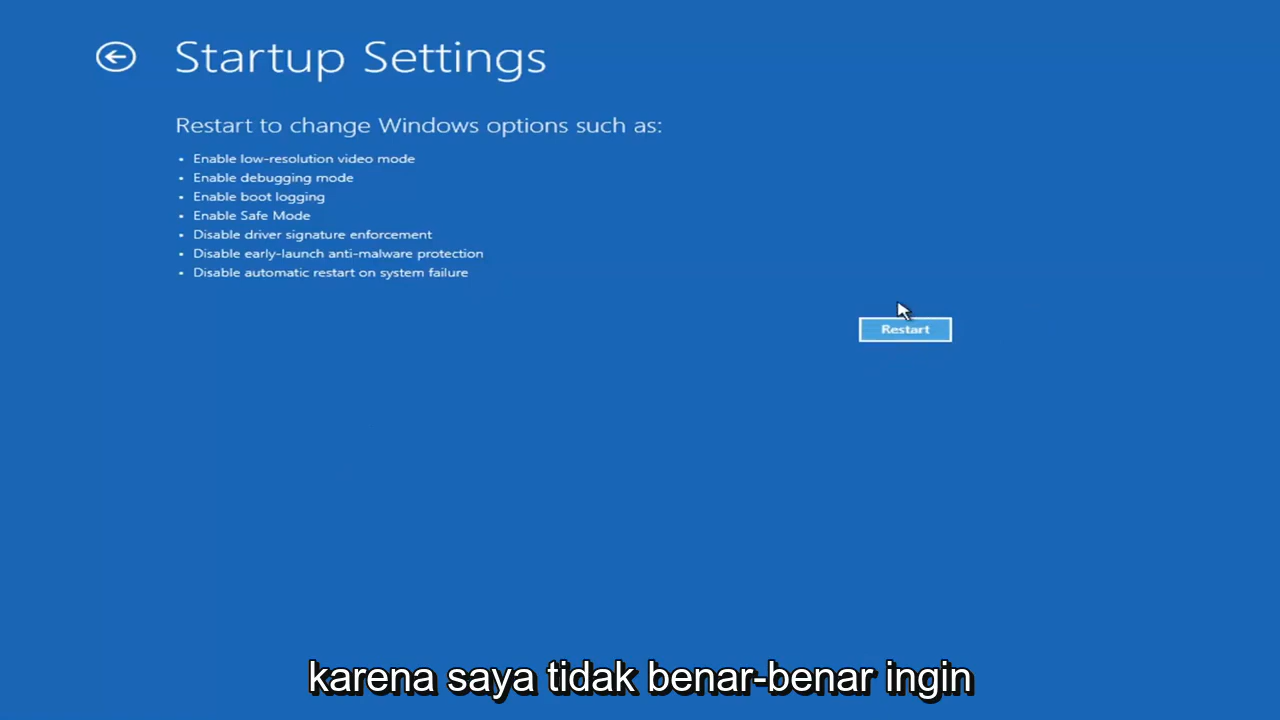 Startup Settings
Restart to change Windows options such as:
• Enable low-resolution video mode
• Enable debugging mode
• Enable boot logging
• Enable Safe Mode
• Disable driver signature enforcement
• Disable early-launch anti-malware protection
• Disable automatic restart on system failure
Restart
karena saya tidak benar-benar ingin